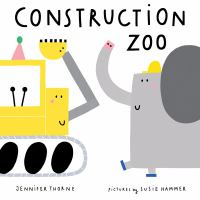 CONSTRUCTION
ZOO
JENNIFER THORNE
PICTURES by SUSIE HAMMER